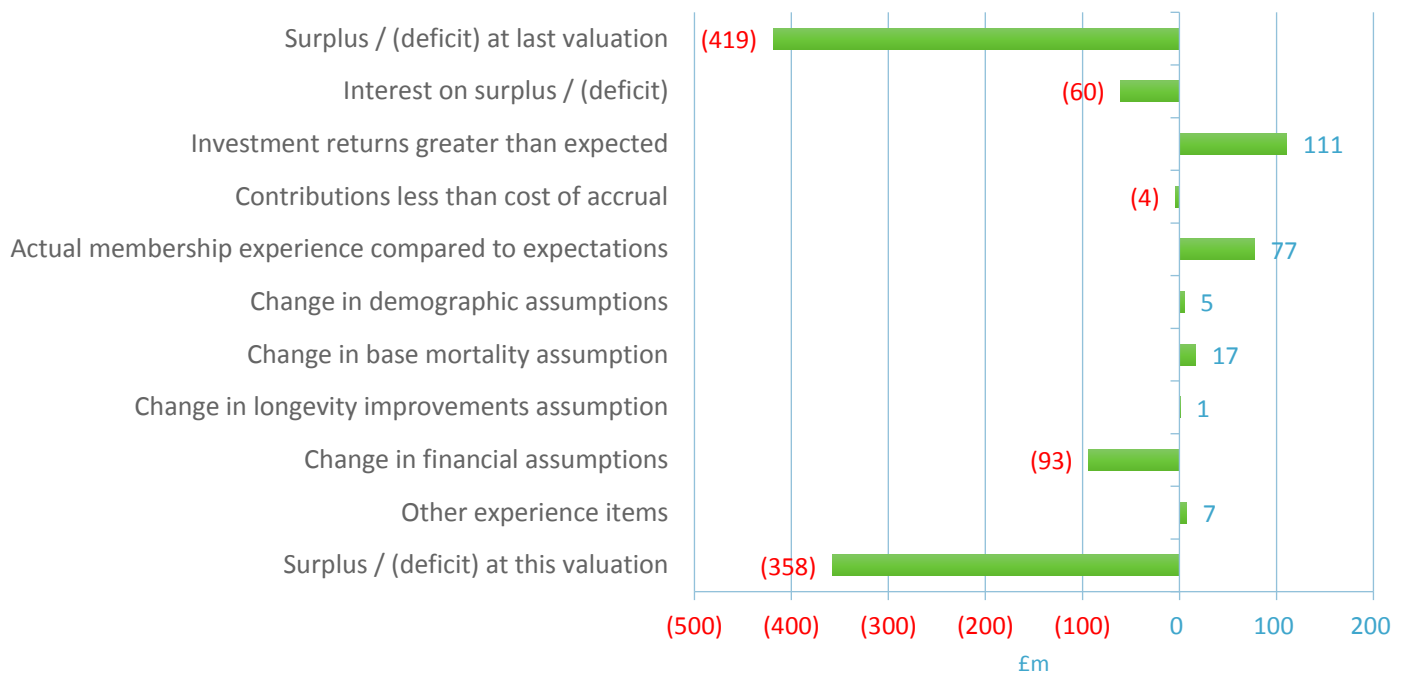 Surplus / (deficit) at last valuation (419)
Interest on surplus / (deficit) (60)
Investment returns greater than expected 111
Contributions less than cost of accrual (4)
Actual membership experience compared to expectations 77
Change in demographic assumptions 5
Change in base mortality assumption 17
Change in longevity improvements assumption 1
Change in financial assumptions (93)
Other experience items 7
Surplus / (deficit) at this valuation (358)
(500) (400) (300) (200) (100) 0 100 200
£m